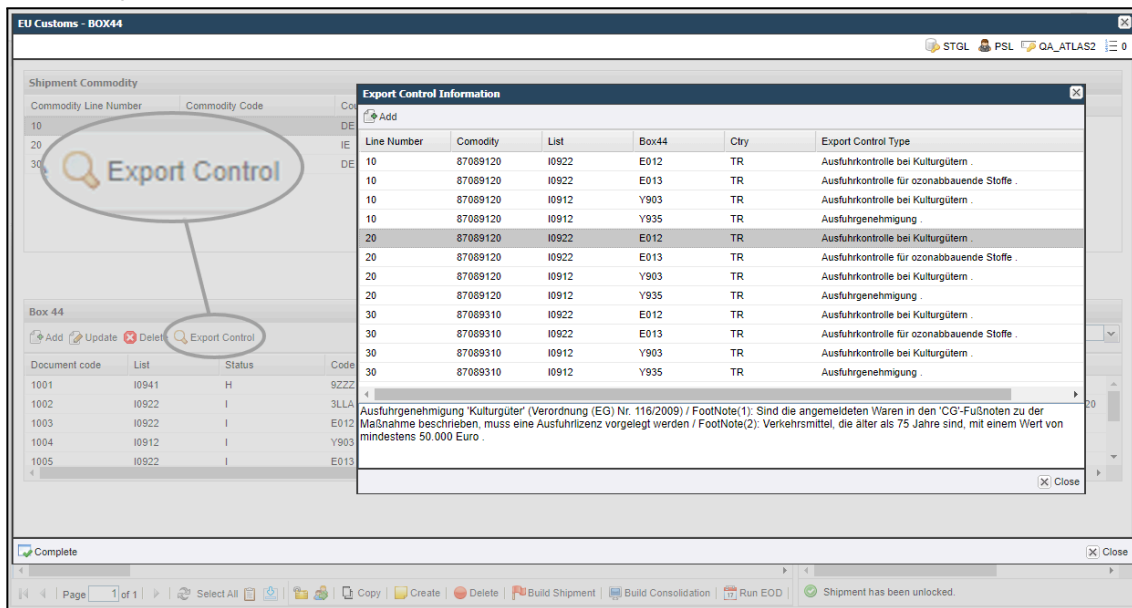 EU Customs - BOX44
STGL PSL QA_ATLAS2 0
Shipment Commodity
Commodity Line Number Commodity Code
10 DE
20 IE
30 DE
Export Control
Box 44
Add Update Delete Export Control
Document code List Status Code
1001 I0941 H 9ZZZ
1002 I0922 I 3LLA 20
1003 I0922 I E012
1004 I0912 I Y903
1005 I0922 I E013
Export Control Information
Add
Line Number Comodity List Box44 Ctry Export Control Type
10 87089120 I0922 E012 TR Ausfuhrkontrolle bei Kulturgütern .
10 87089120 I0922 E013 TR Ausfuhrkontrolle für ozonabbauende Stoffe .
10 87089120 I0912 Y903 TR Ausfuhrkontrolle bei Kulturgütern .
10 87089120 I0912 Y935 TR Ausfuhrgenehmigung .
20 87089120 I0922 E012 TR Ausfuhrkontrolle bei Kulturgütern .
20 87089120 I0922 E013 TR Ausfuhrkontrolle für ozonabbauende Stoffe .
20 87089120 I0912 Y903 TR Ausfuhrkontrolle bei Kulturgütern .
20 87089120 I0912 Y935 TR Ausfuhrgenehmigung .
30 87089310 I0922 E012 TR Ausfuhrkontrolle bei Kulturgütern .
30 87089310 I0922 E013 TR Ausfuhrkontrolle für ozonabbauende Stoffe .
30 87089310 I0912 Y903 TR Ausfuhrkontrolle bei Kulturgütern .
30 87089310 I0912 Y935 TR Ausfuhrgenehmigung .
Ausfuhrgenehmigung 'Kulturgüter' (Verordnung (EG) Nr. 116/2009) / FootNote(1): Sind die angemeldeten Waren in den 'CG'-Fußnoten zu der
Maßnahme beschrieben, muss eine Ausfuhrlizenz vorgelegt werden / FootNote(2): Verkehrsmittel, die älter als 75 Jahre sind, mit einem Wert von
mindestens 50.000 Euro .
Close
Complete Close
Page 1 of 1 Select All Copy Create Delete Build Shipment Build Consolidation Run EOD Shipment has been unlocked.